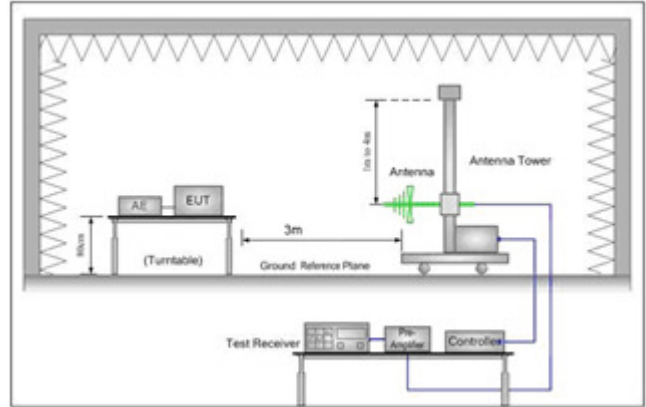 1m to 4m
Antenna
Antenna Tower
AE
EUT
80cm
3m
(Turntable)
Ground Reference Plane
Test Receiver
Pre-
Amplifier
Controller